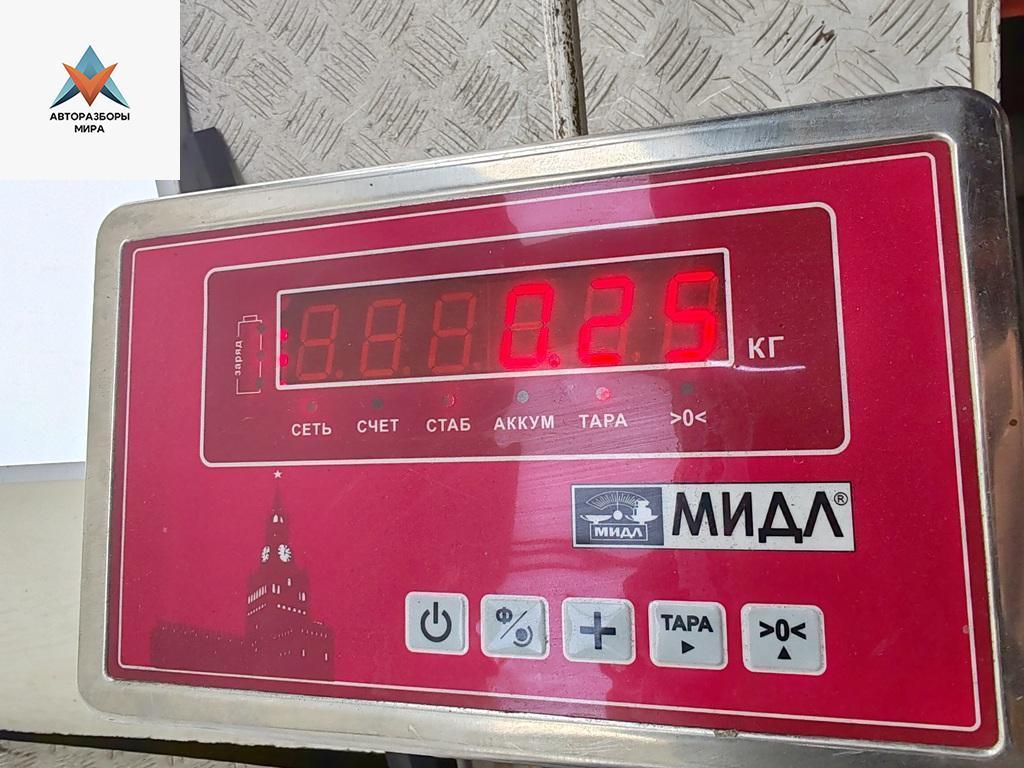 АВТОРАЗБОРЫ
МИРА
заряд
0.25
КГ
СЕТЬ СЧЕТ СТАБ АККУМ ТАРА >0<
МИДЛ МИДЛ®
Ф/ + ТАРА >0<